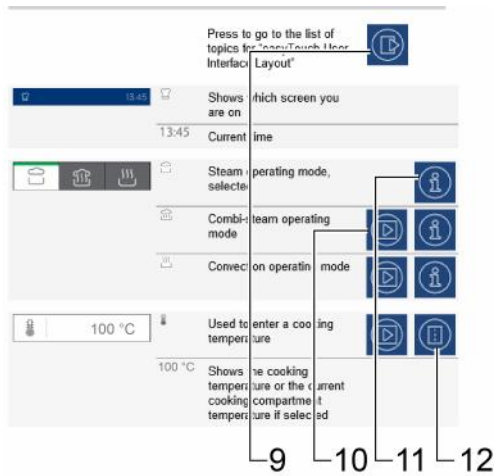 Press to go to the list of
topics for "easyTouch User
Interface Layout"
13:45
Shows which screen you
are on
13:45
Current time
Steam operating mode,
selected
Combi-steam operating
mode
Convection operating mode
100 °C
Used to enter a cooking
temperature
100 °C
Shows the cooking
temperature or the current
cooking compartment
temperature if selected
9
10
11
12